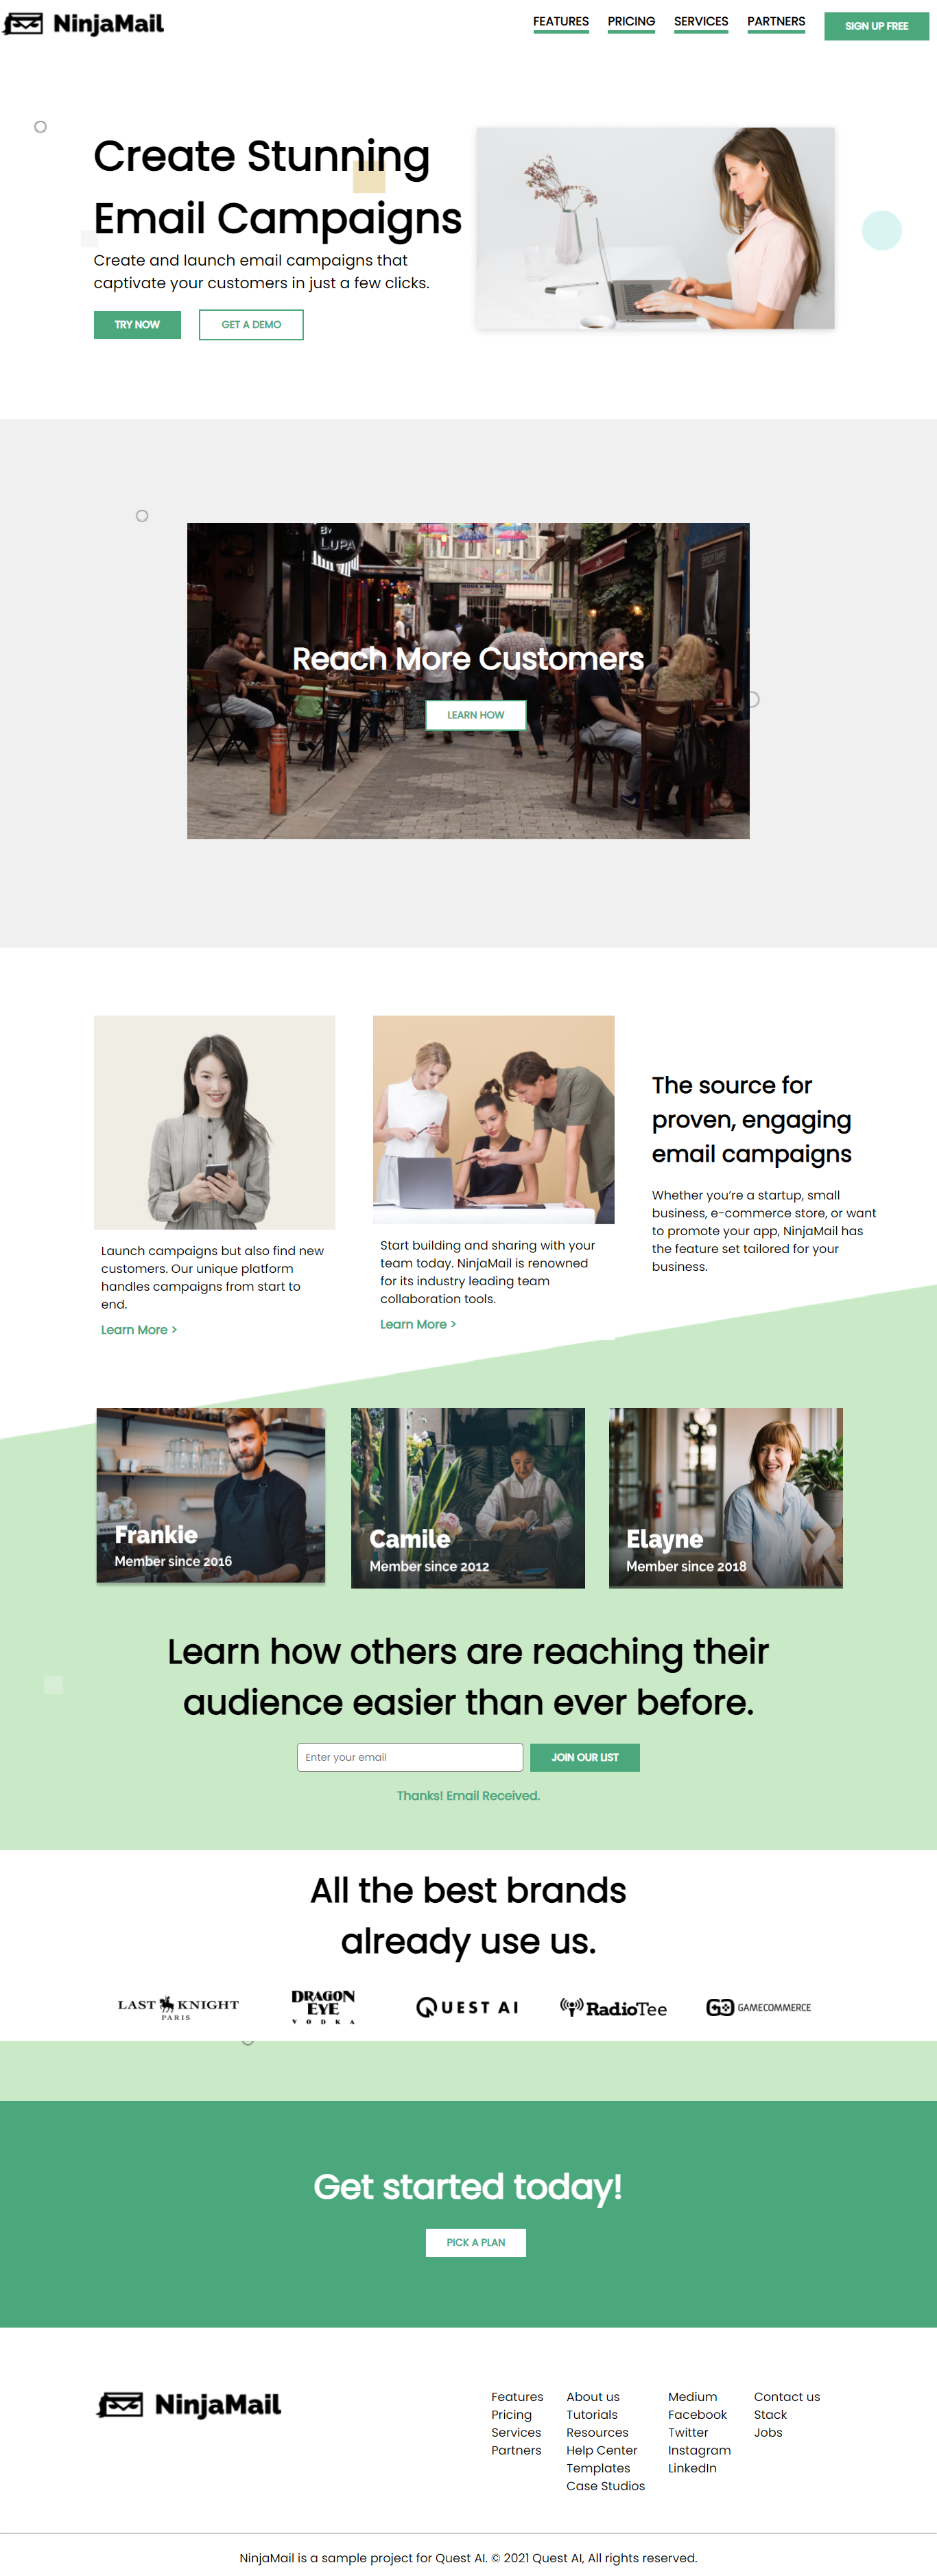 NinjaMail
FEATURES
PRICING
SERVICES
PARTNERS
SIGN UP FREE
Create Stunning
Email Campaigns
Create and launch email campaigns that
captivate your customers in just a few clicks.
TRY NOW
GET A DEMO
BY
LUPA
Reach More Customers
LEARN HOW
Launch campaigns but also find new
customers. Our unique platform
handles campaigns from start to
end.
Learn More >
Start building and sharing with your
team today. NinjaMail is renowned
for its industry leading team
collaboration tools.
Learn More >
The source for
proven, engaging
email campaigns
Whether you’re a startup, small
business, e-commerce store, or want
to promote your app, NinjaMail has
the feature set tailored for your
business.
Frankie
Member since 2016
Camile
Member since 2012
Elayne
Member since 2018
Learn how others are reaching their
audience easier than ever before.
Enter your email
JOIN OUR LIST
Thanks! Email Received.
All the best brands
already use us.
LAST KNIGHT
PARIS
DRAGON
EYE
VODKA
QUEST AI
RadioTee
GAMECOMMERCE
Get started today!
PICK A PLAN
NinjaMail
Features
Pricing
Services
Partners
About us
Tutorials
Resources
Help Center
Templates
Case Studios
Medium
Facebook
Twitter
Instagram
LinkedIn
Contact us
Stack
Jobs
NinjaMail is a sample project for Quest AI. © 2021 Quest AI, All rights reserved.